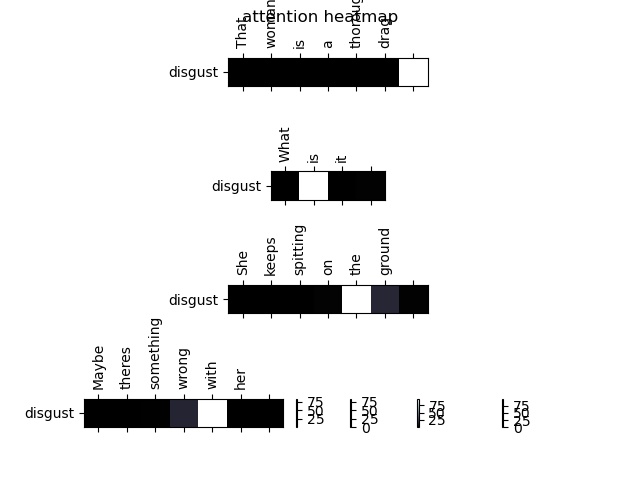 attention heatmap
That woman is a thorough drag
disgust
What is it
disgust
She keeps spitting on the ground
disgust
Maybe theres something wrong with her
disgust
75 75 75 75
50 50 50 50
25 25 25 25
0 0